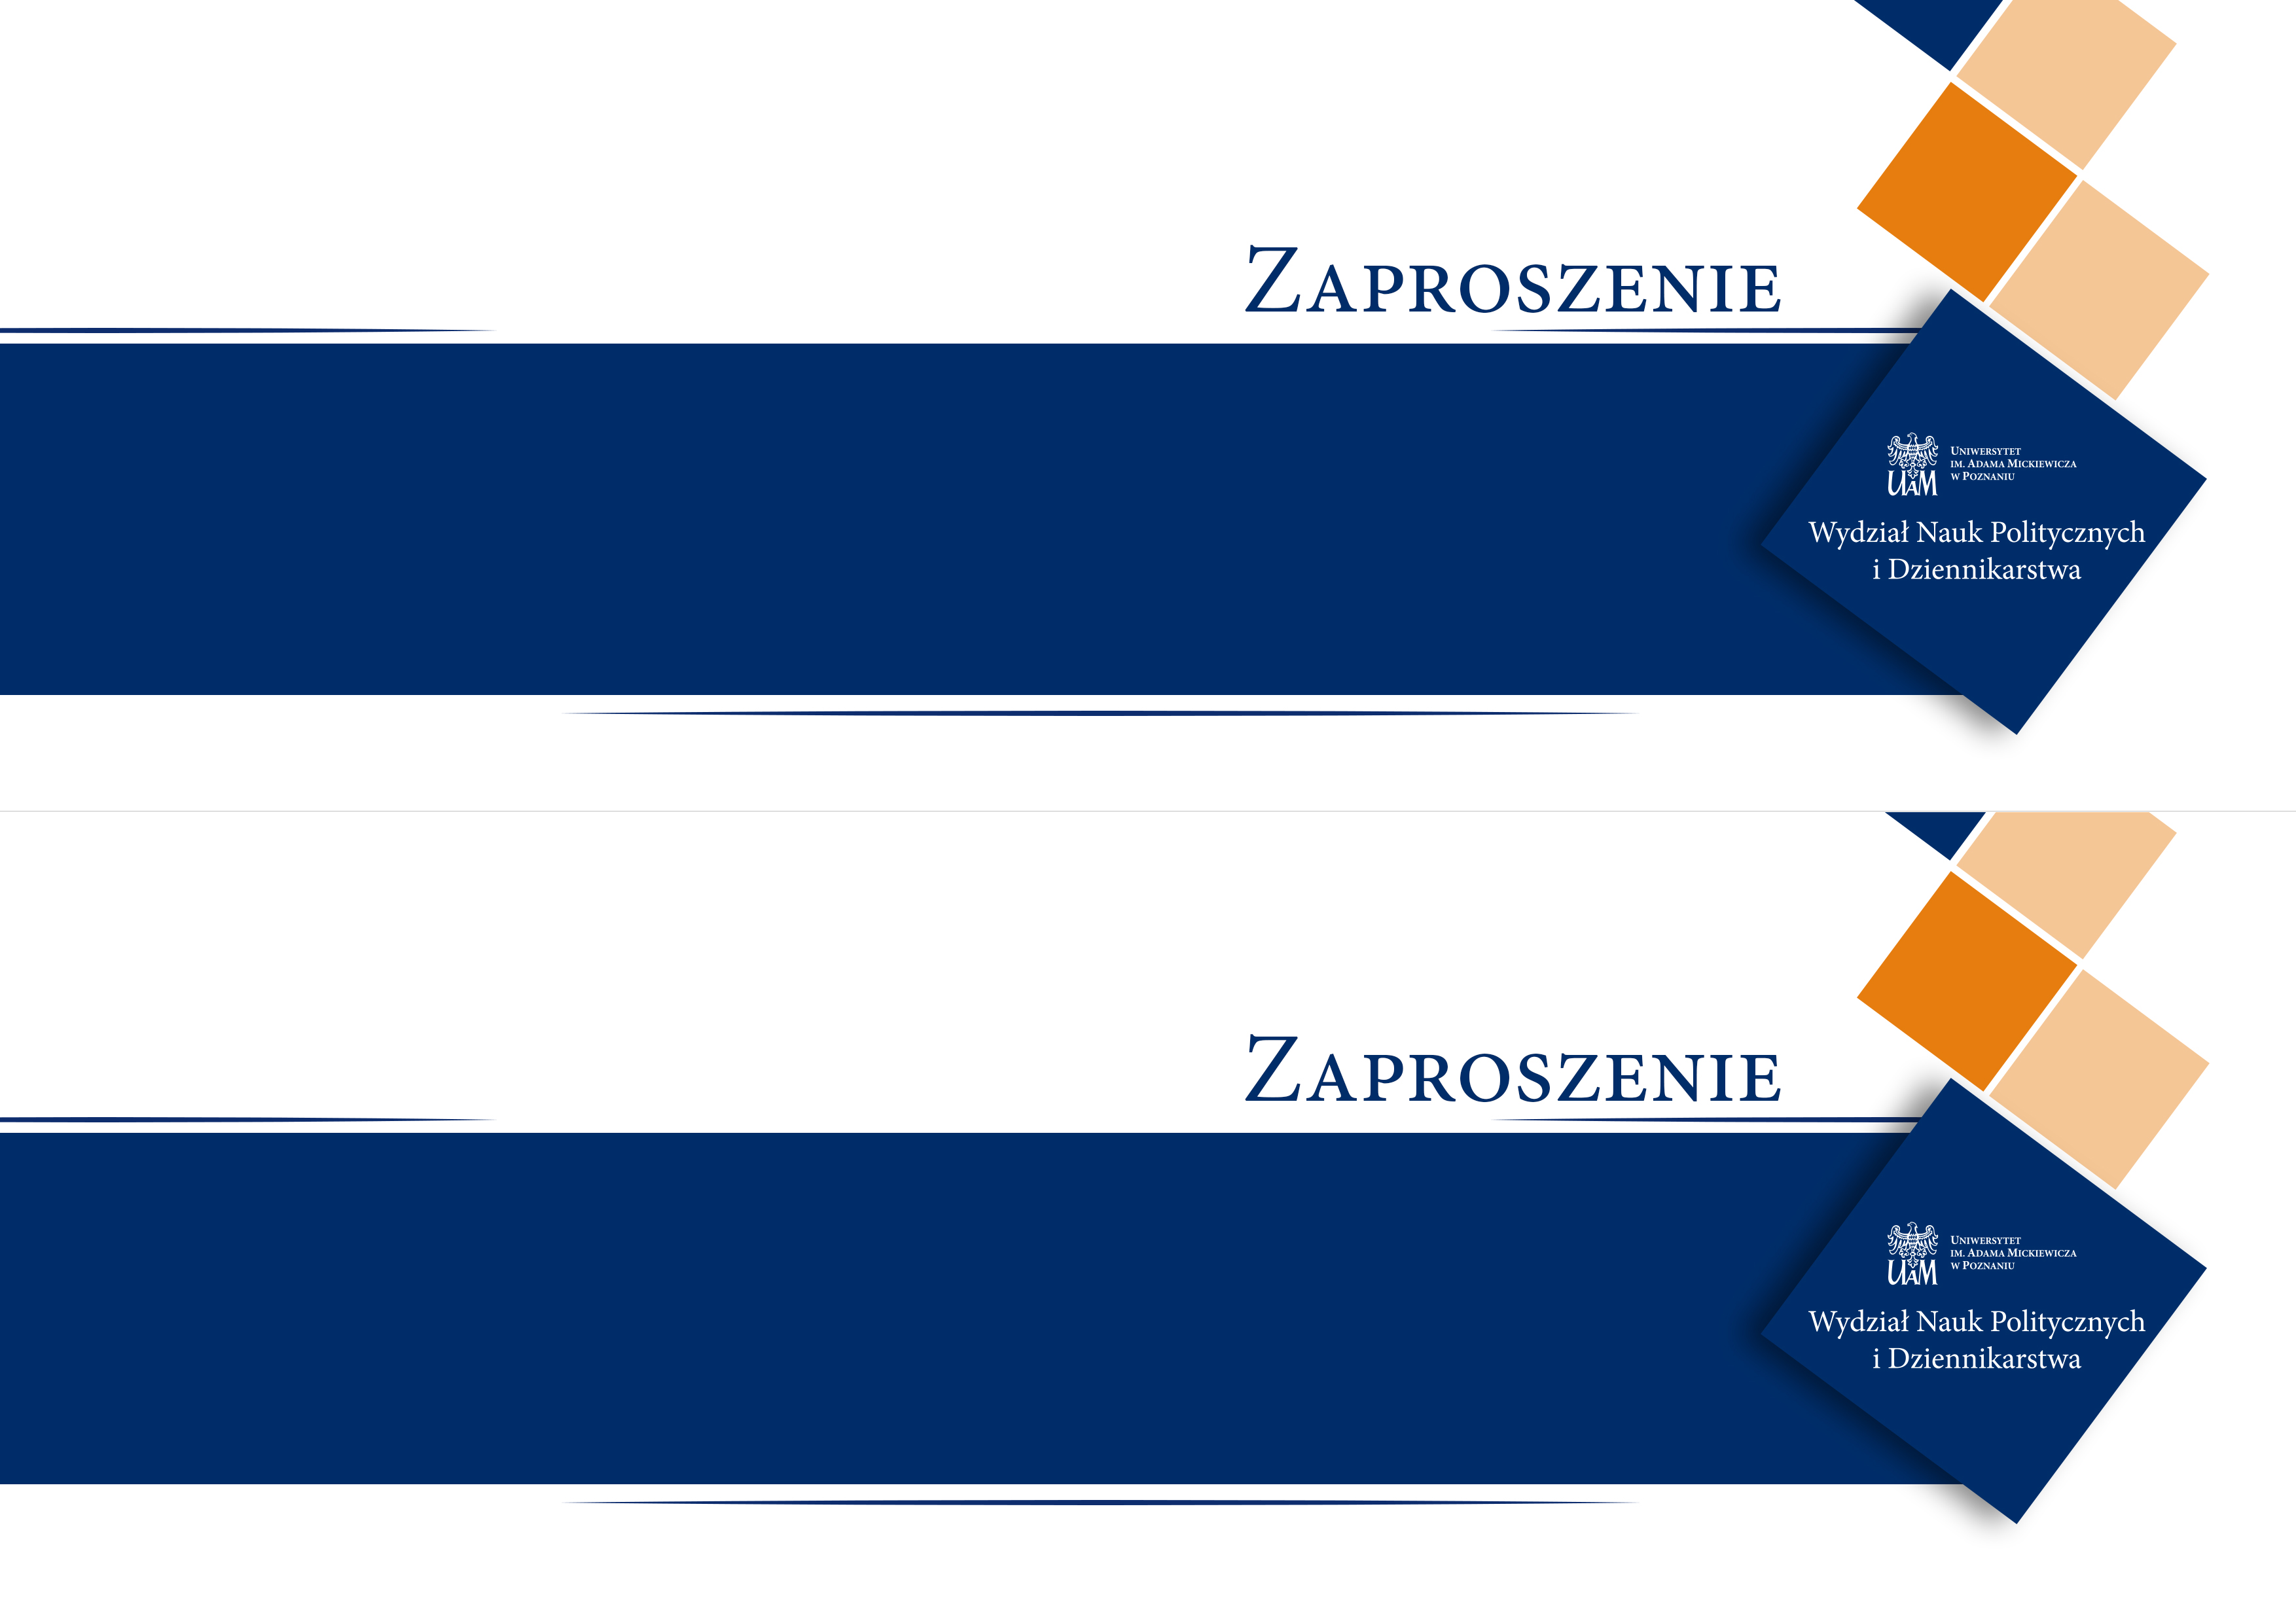 Zaproszenie
UAM
Uniwersytet
im. Adama Mickiewicza
w Poznaniu
Wydział Nauk Politycznych
i Dziennikarstwa
Zaproszenie
UAM
Uniwersytet
im. Adama Mickiewicza
w Poznaniu
Wydział Nauk Politycznych
i Dziennikarstwa